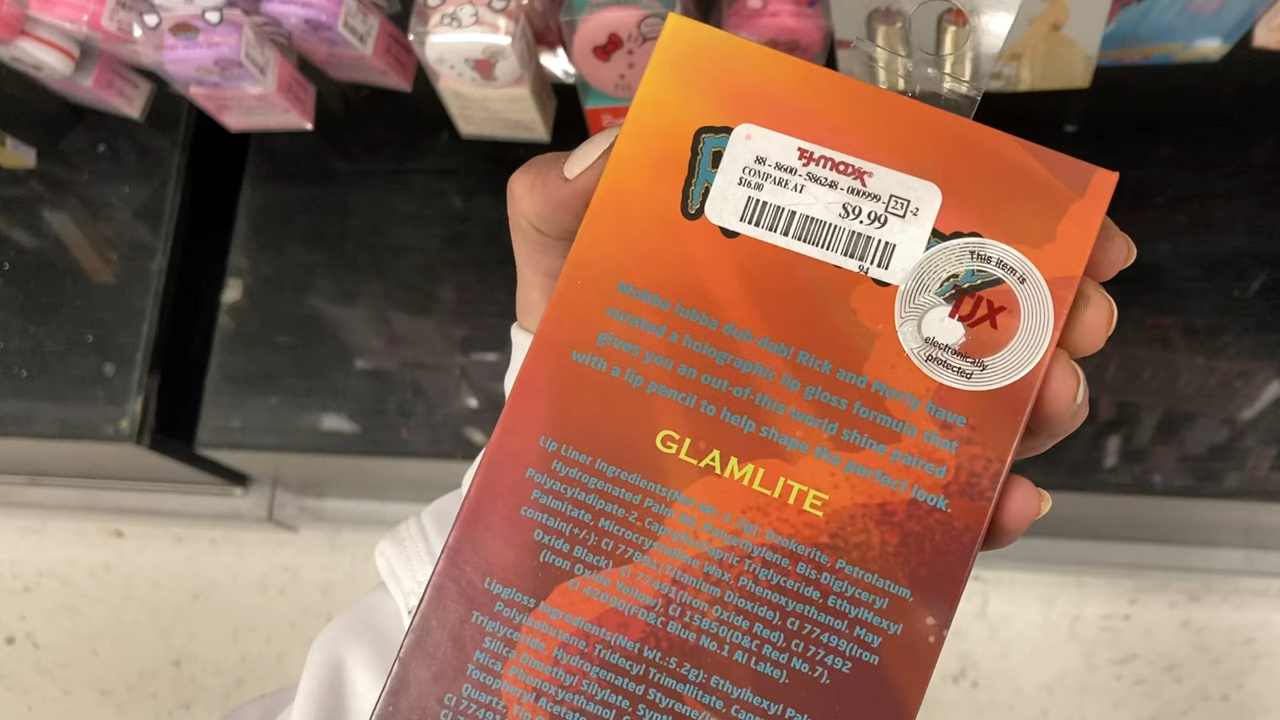 T·J·maxx®
88 - 8600 - 586248 - 000999 - 23 -2
COMPARE AT
$16.00
$9.99
94
This item is
TJX
electronically
protected
Wubba lubba dub-dub! Rick and Morty have
curated a holographic lip gloss formula that
gives you an out-of-this world shine paired
with a lip pencil to help shape the perfect look.
GLAMLITE
Lip Liner Ingredients(Net Wt.:1.2g): Ozokerite, Petrolatum,
Hydrogenated Palm Oil, Polyethylene, Bis-Diglyceryl
Polyacyladipate-2, Caprylic/Capric Triglyceride, EthylHexyl
Palmitate, Microcrystalline Wax, Phenoxyethanol. May
contain(+/-): CI 77891(Titanium Dioxide), CI 77499(Iron
Oxide Black), CI 77491(Iron Oxide Red), CI 77492
(Iron Oxide Yellow), CI 15850(D&C Red No.7),
CI 42090(FD&C Blue No.1 Al Lake).
Lipgloss Ingredients(Net Wt.:5.2g): Ethylhexyl
Polyisobutene, Tridecyl Trimellitate,
Triglyceride, Hydrogenated
Silica Dimethyl Silylate,
Mica, Phenoxyethanol,
Tocopheryl Acetate
Quartz,
CI 77491